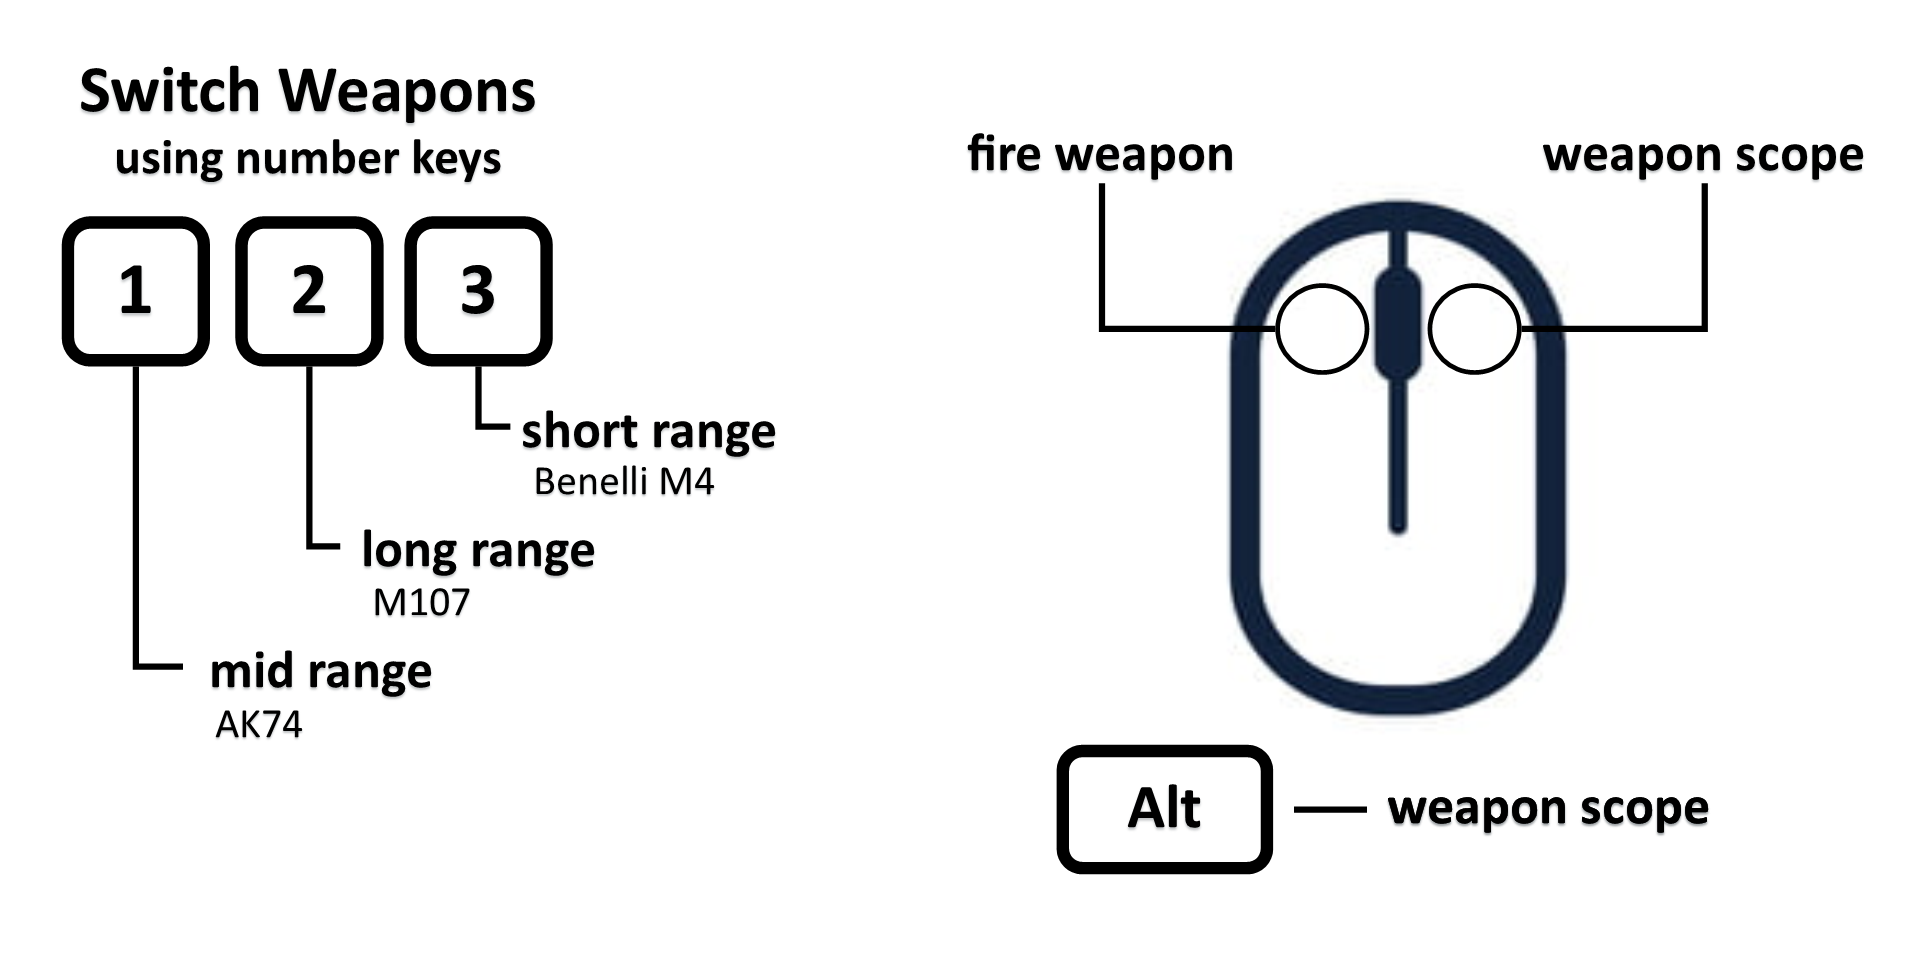 Switch Weapons
using number keys
1 2 3
short range
Benelli M4
long range
M107
mid range
AK74
fire weapon
weapon scope
Alt
weapon scope